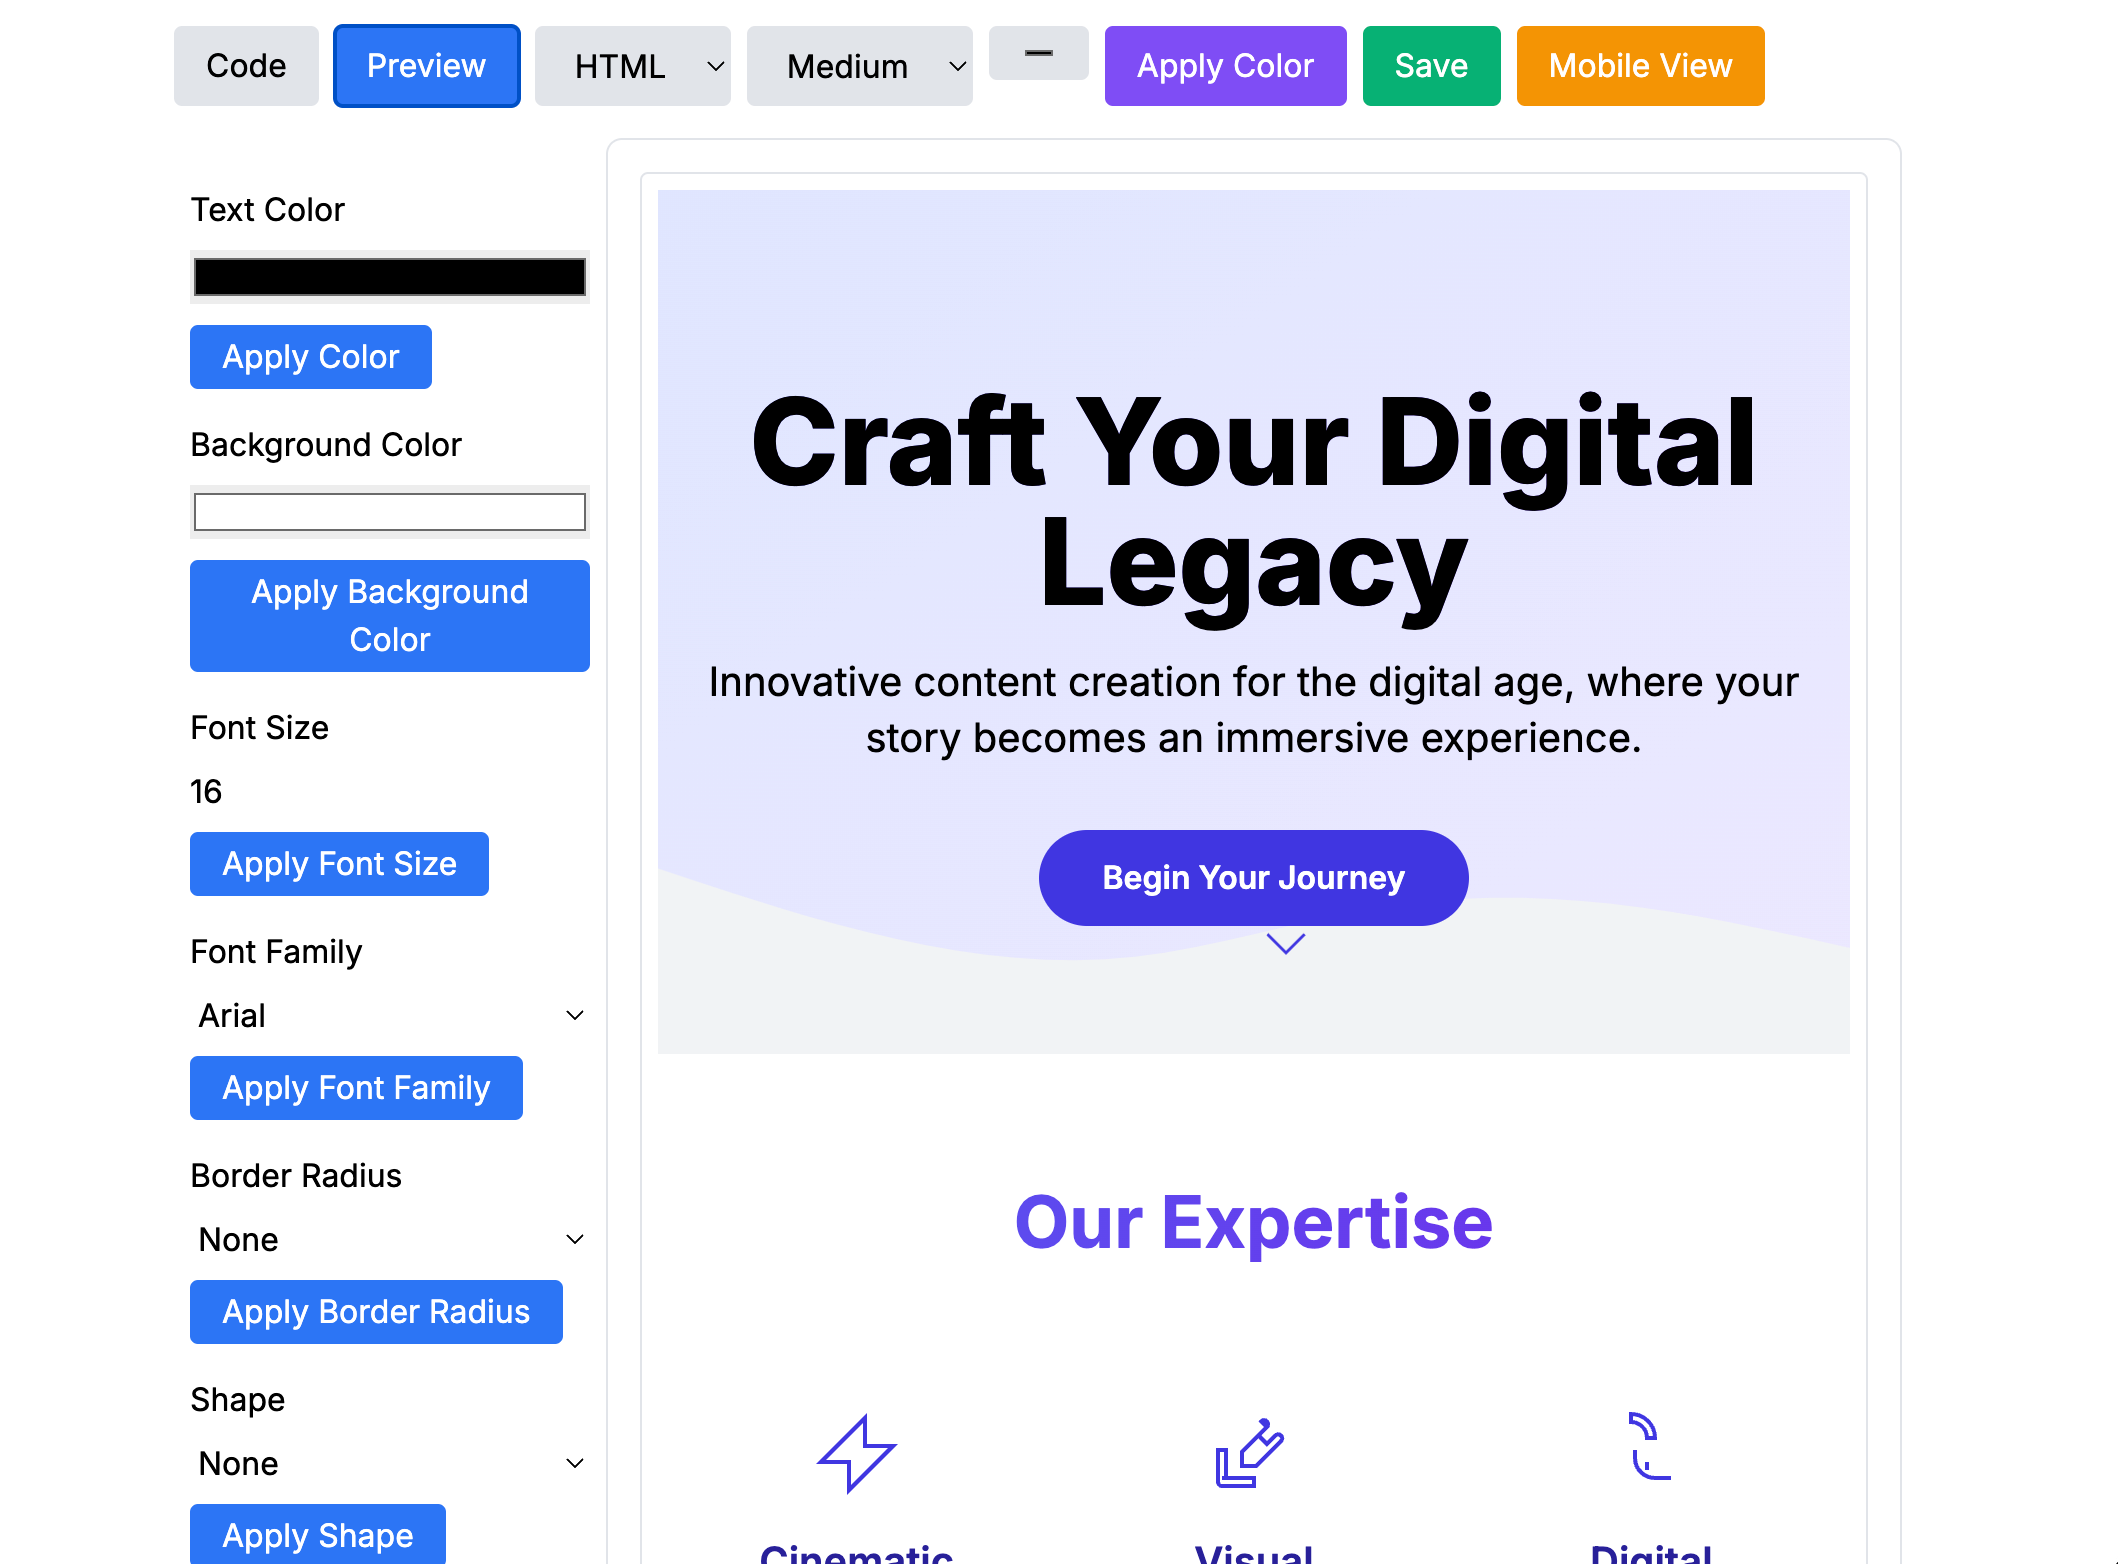 Code
Preview
HTML
Medium
Apply Color
Save
Mobile View
Text Color
Apply Color
Background Color
Apply Background
Color
Font Size
16
Apply Font Size
Font Family
Arial
Apply Font Family
Border Radius
None
Apply Border Radius
Shape
None
Apply Shape
Craft Your Digital
Legacy
Innovative content creation for the digital age, where your
story becomes an immersive experience.
Begin Your Journey
Our Expertise
Cinematic
Visual
Digital